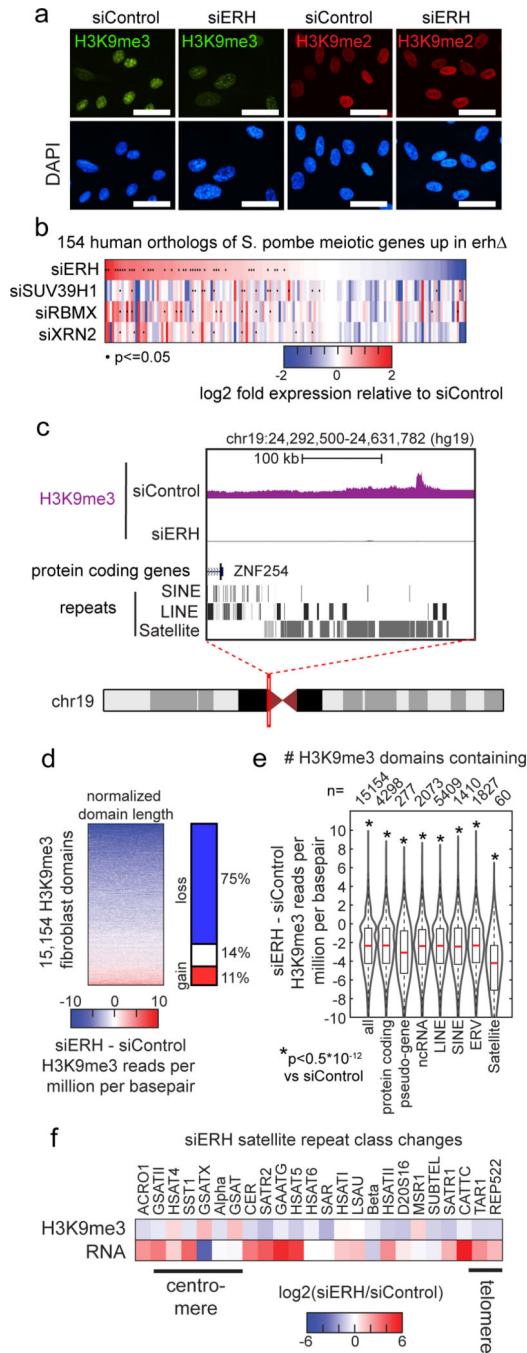 a
siControl siERH siControl siERH
H3K9me3 H3K9me3 H3K9me2 H3K9me2
DAPI
b
154 human orthologs of S. pombe meiotic genes up in erhΔ
siERH
siSUV39H1
siRBMX
siXRN2
• p<=0.05
-2 0 2
log2 fold expression relative to siControl
c
chr19:24,292,500-24,631,782 (hg19)
100 kb
H3K9me3
siControl
siERH
protein coding genes
ZNF254
repeats
SINE
LINE
Satellite
chr19
d
normalized
domain length
15,154 H3K9me3
fibroblast domains
loss
gain
75%
14%
11%
-10 0 10
siERH - siControl
H3K9me3 reads per
million per basepair
e
# H3K9me3 domains containing
n=
15154 4298 277 2073 5409 1410 1827 60
siERH - siControl
H3K9me3 reads per
million per basepair
10
8
6
4
2
0
-2
-4
-6
-8
-10
* * * * * * * *
all protein coding pseudo-gene ncRNA LINE SINE ERV Satellite
*p<0.5*10-12
vs siControl
f
siERH satellite repeat class changes
ACRO1 GSATII HSAT4 SST1 GSATX Alpha GSAT CER SATR2 GAATG HSAT5 HSAT6 SAR HSATI LSAU Beta HSATII D20S16 MSR1 SUBTEL SATR1 CATTC TAR1 REP522
H3K9me3
RNA
centro-
mere
log2(siERH/siControl)
-6 0 6
telomere